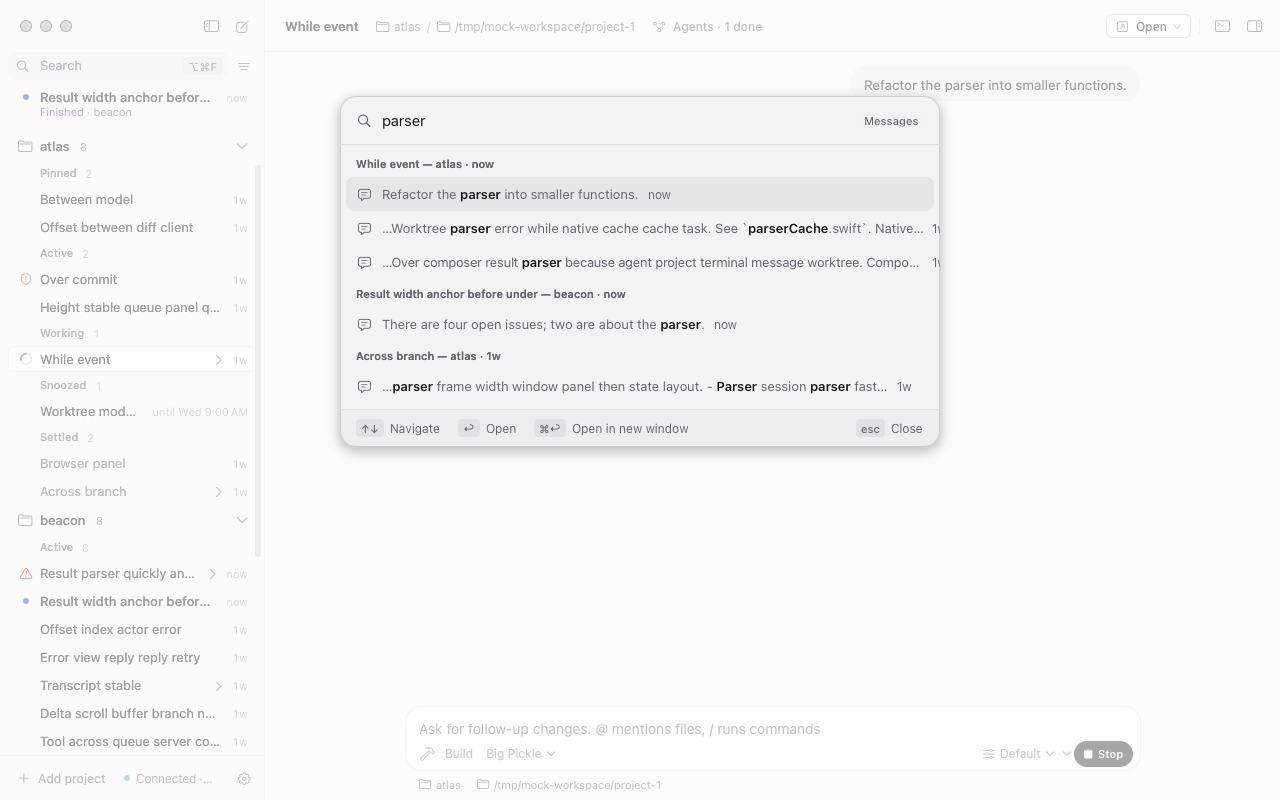 Search ⌥⌘F
Result width anchor befor... now
Finished · beacon
atlas 8
Pinned 2
Between model 1w
Offset between diff client 1w
Active 2
Over commit 1w
Height stable queue panel q... 1w
Working 1
While event 1w
Snoozed 1
Worktree mod... until Wed 9:00 AM
Settled 2
Browser panel 1w
Across branch 1w
beacon 8
Active 8
Result parser quickly an... now
Result width anchor befor... now
Offset index actor error 1w
Error view reply reply retry 1w
Transcript stable 1w
Delta scroll buffer branch n... 1w
Tool across queue server co... 1w
Add project Connected ·...
While event atlas / /tmp/mock-workspace/project-1 Agents · 1 done Open
Refactor the parser into smaller functions.
parser Messages
While event — atlas · now
Refactor the parser into smaller functions. now
...Worktree parser error while native cache cache task. See `parserCache.swift`. Native... 1w
...Over composer result parser because agent project terminal message worktree. Compo... 1w
Result width anchor before under — beacon · now
There are four open issues; two are about the parser. now
Across branch — atlas · 1w
...parser frame width window panel then state layout. - Parser session parser fast... 1w
↑↓ Navigate ↩ Open ⌘↩ Open in new window esc Close
Ask for follow-up changes. @ mentions files, / runs commands
Build Big Pickle Default Stop
atlas /tmp/mock-workspace/project-1